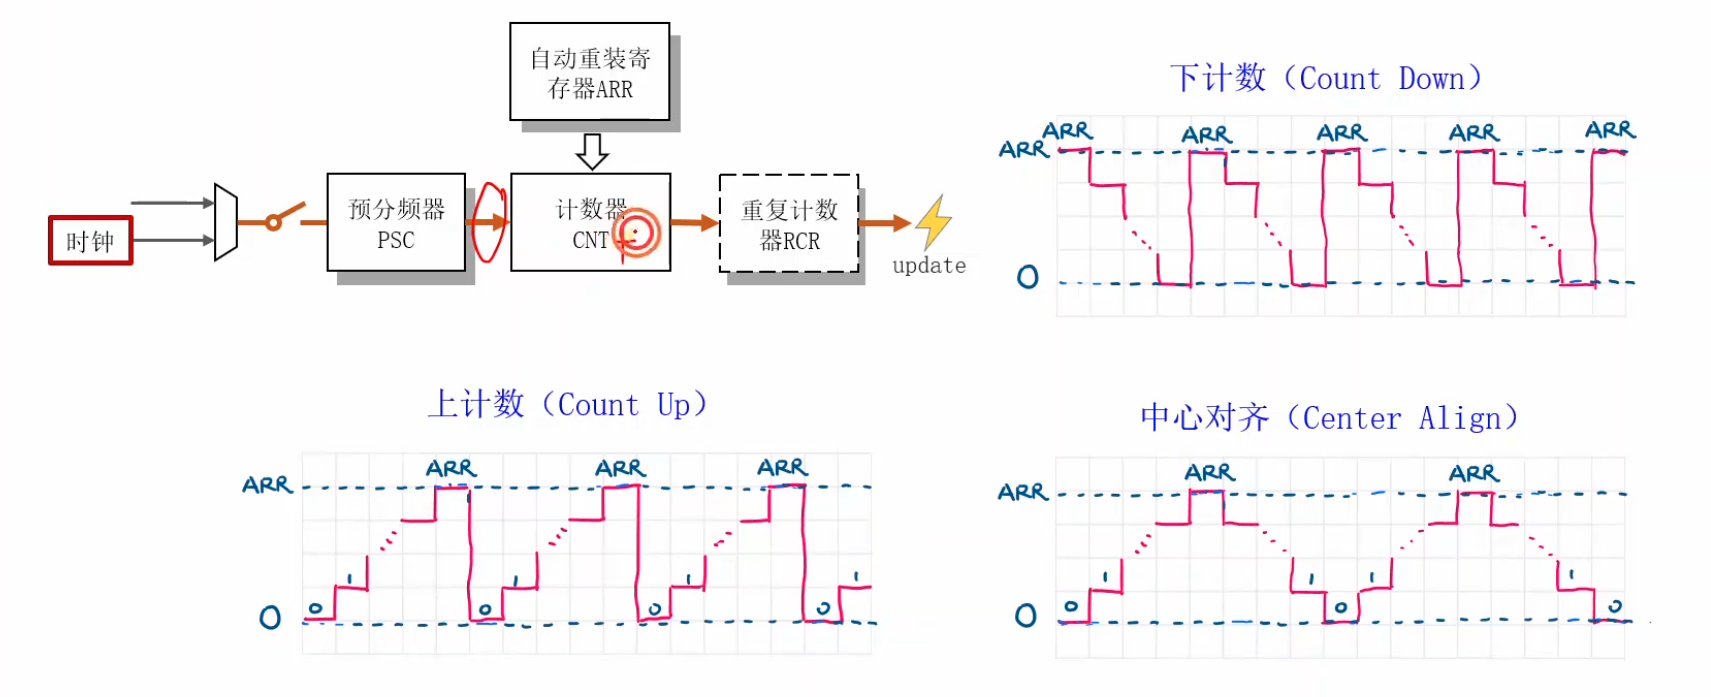 自动重装寄
存器ARR
时钟
预分频器
PSC
计数器
CNT
重复计数
器RCR
update
下计数（Count Down）
ARR ARR ARR ARR ARR
ARR
0
上计数（Count Up）
ARR ARR ARR
ARR
1 1 1 1
0 0 0 0
0
中心对齐（Center Align）
ARR ARR
ARR
1 1 1 1
0 0 0
0